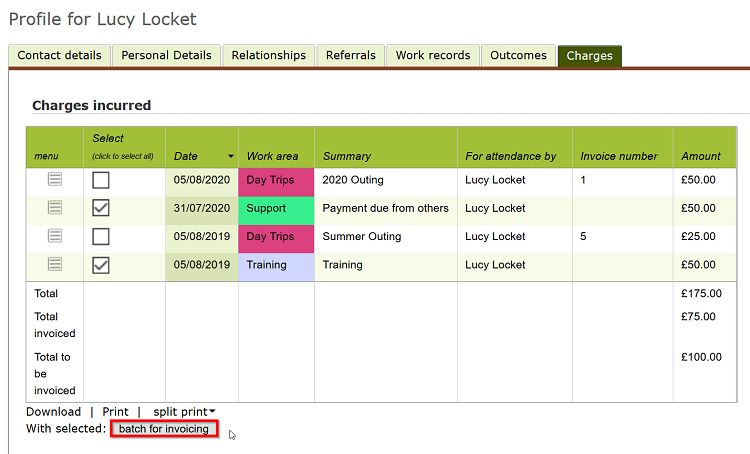 Profile for Lucy Locket
Contact details Personal Details Relationships Referrals Work records Outcomes Charges
Charges incurred
menu Select (click to select all) Date Work area Summary For attendance by Invoice number Amount
05/08/2020 Day Trips 2020 Outing Lucy Locket 1 £50.00
31/07/2020 Support Payment due from others Lucy Locket £50.00
05/08/2019 Day Trips Summer Outing Lucy Locket 5 £25.00
05/08/2019 Training Training Lucy Locket £50.00
Total £175.00
Total invoiced £75.00
Total to be invoiced £100.00
Download | Print | split print
With selected: batch for invoicing